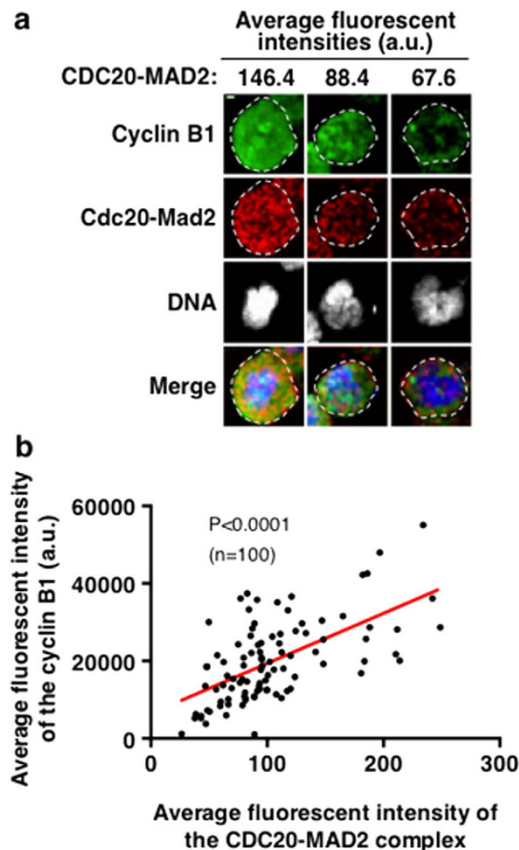 a
Average fluorescent
intensities (a.u.)
CDC20-MAD2: 146.4 88.4 67.6
Cyclin B1
Cdc20-Mad2
DNA
Merge
b
Average fluorescent intensity
of the cyclin B1 (a.u.)
60000
40000
20000
0
P<0.0001
(n=100)
0 100 200 300
Average fluorescent intensity of
the CDC20-MAD2 complex